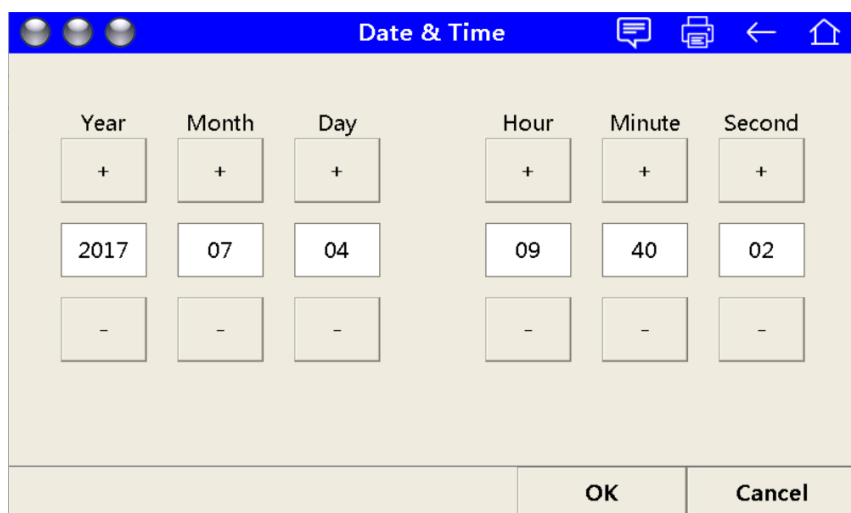 Date & Time
Year Month Day Hour Minute Second
+ + + + + +
2017 07 04 09 40 02
- - - - - -
OK Cancel